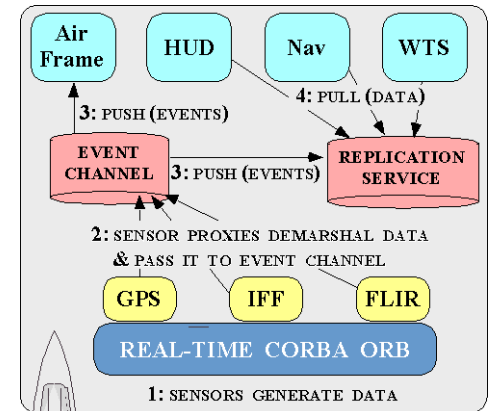 Air
Frame
HUD
Nav
WTS
4: PULL (DATA)
3: PUSH (EVENTS)
EVENT
CHANNEL
3: PUSH (EVENTS)
REPLICATION
SERVICE
2: SENSOR PROXIES DEMARSHAL DATA
& PASS IT TO EVENT CHANNEL
GPS
IFF
FLIR
REAL-TIME CORBA ORB
1: SENSORS GENERATE DATA